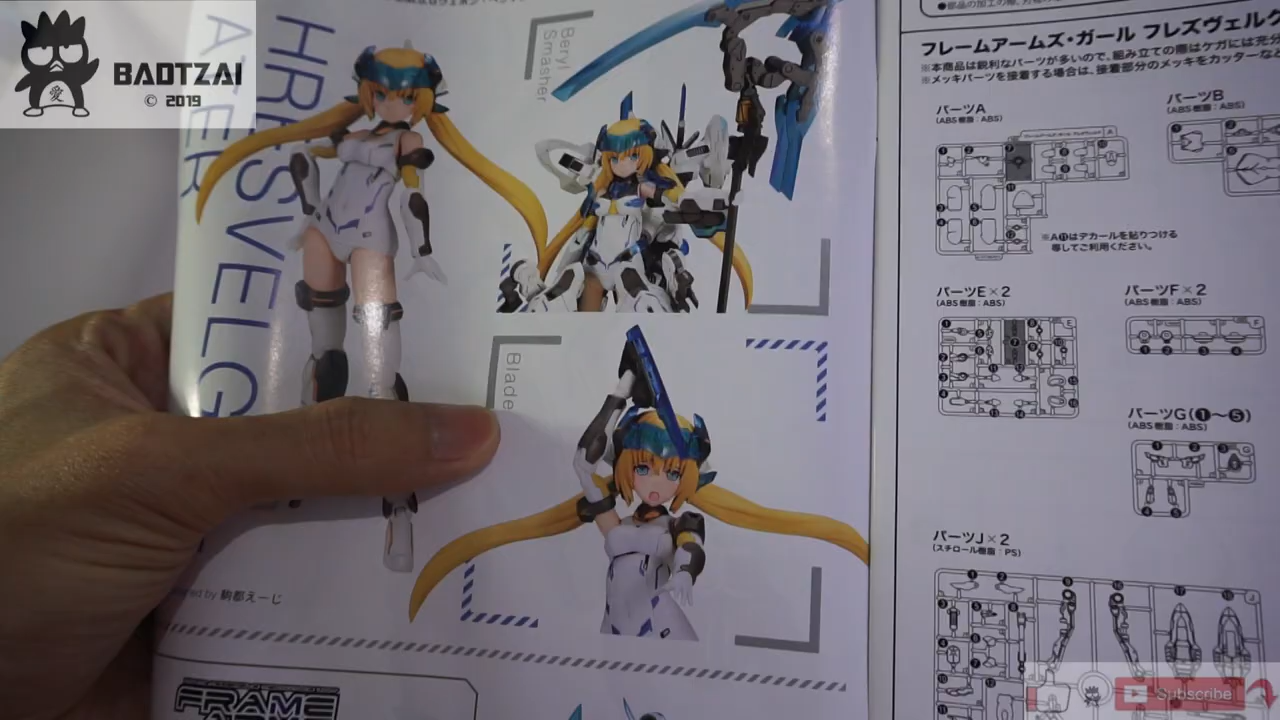 BADTZAI
© 2019
愛
HRESVELG
ATER
Beryl
Smasher
Blade
by 駒都えーじ
FRAME
フレームアームズ・ガール フレズヴェルク
※本商品は鋭利なパーツが多いので、組み立ての際はケガには充分
※メッキパーツを接着する場合は、接着部分のメッキをカッターな
パーツA
(ABS樹脂:ABS)
パーツB
(ABS樹脂:ABS)
※A⑪はデカールを貼りつける
等してご利用ください。
パーツE×2
(ABS樹脂:ABS)
パーツF×2
(ABS樹脂:ABS)
パーツG(❶〜❺)
(ABS樹脂:ABS)
パーツJ×2
(スチロール樹脂:PS)
Subscribe